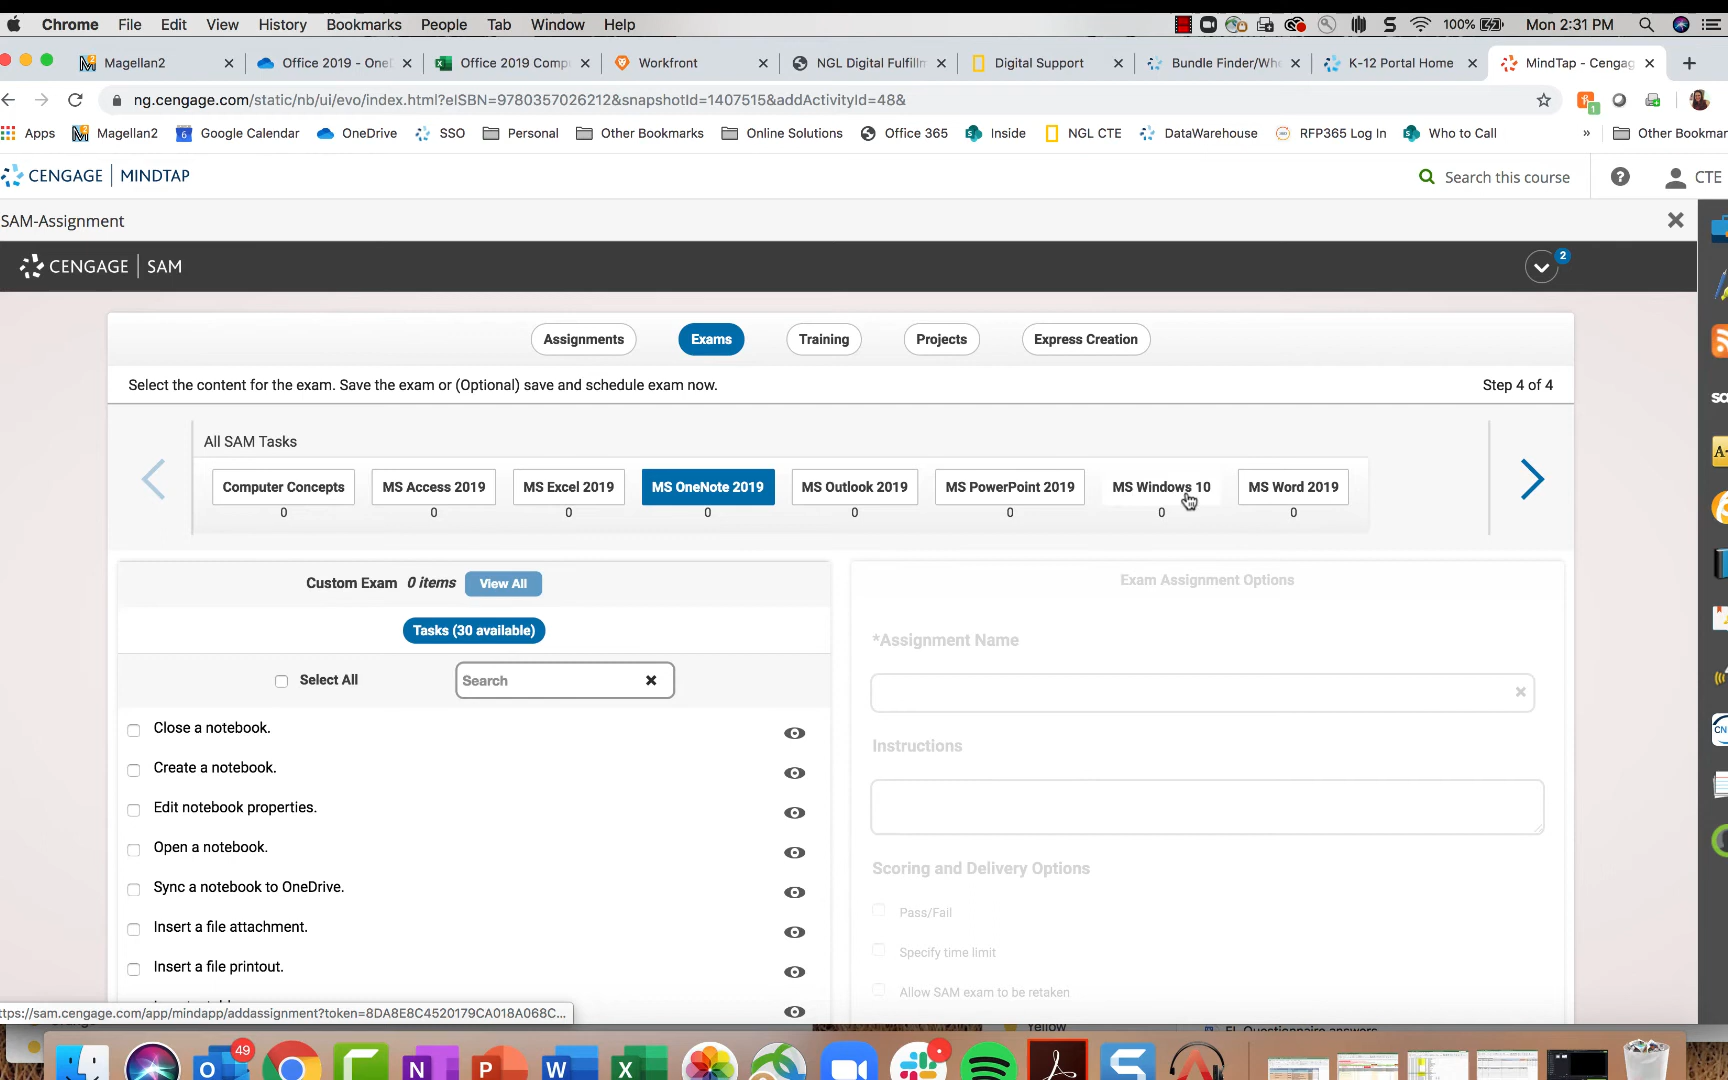 Chrome File Edit View History Bookmarks People Tab Window Help 100% Mon 2:31 PM
Magellan2 Office 2019 - OneD Office 2019 Comp Workfront NGL Digital Fulfillm Digital Support Bundle Finder/Who K-12 Portal Home MindTap - Cengag
ng.cengage.com/static/nb/ui/evo/index.html?eISBN=9780357026212&snapshotId=1407515&addActivityId=48&
Apps Magellan2 Google Calendar OneDrive SSO Personal Other Bookmarks Online Solutions Office 365 Inside NGL CTE DataWarehouse RFP365 Log In Who to Call » Other Bookmar
CENGAGE MINDTAP Search this course CTE
SAM-Assignment
CENGAGE SAM 2
Assignments Exams Training Projects Express Creation
Select the content for the exam. Save the exam or (Optional) save and schedule exam now. Step 4 of 4
All SAM Tasks
Computer Concepts MS Access 2019 MS Excel 2019 MS OneNote 2019 MS Outlook 2019 MS PowerPoint 2019 MS Windows 10 MS Word 2019
0 0 0 0 0 0 0 0
Custom Exam 0 items View All Exam Assignment Options
Tasks (30 available)
*Assignment Name
Select All Search
Close a notebook.
Instructions
Create a notebook.
Edit notebook properties.
Open a notebook.
Scoring and Delivery Options
Sync a notebook to OneDrive.
Pass/Fail
Insert a file attachment.
Specify time limit
Insert a file printout.
Allow SAM exam to be retaken
ttps://sam.cengage.com/app/mindapp/addassignment?token=8DA8E8C4520179CA018A068C...
Yellow
49